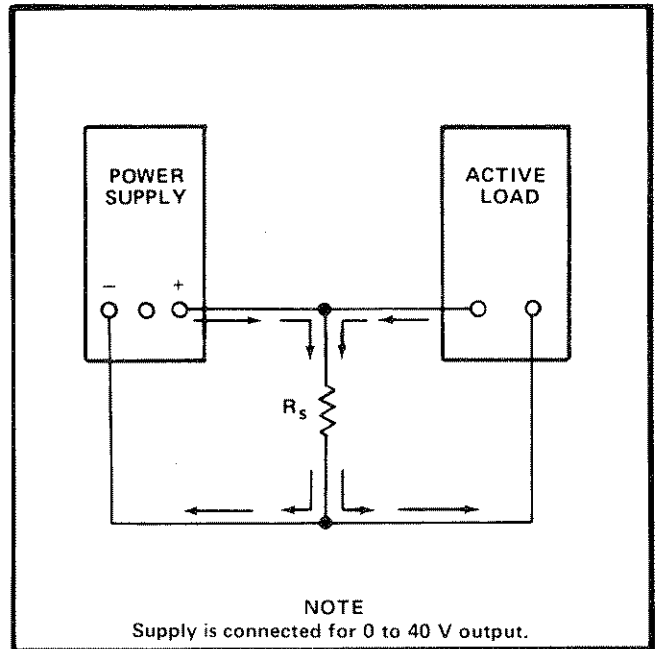 POWER
SUPPLY
ACTIVE
LOAD
− +
Rs
NOTE
Supply is connected for 0 to 40 V output.